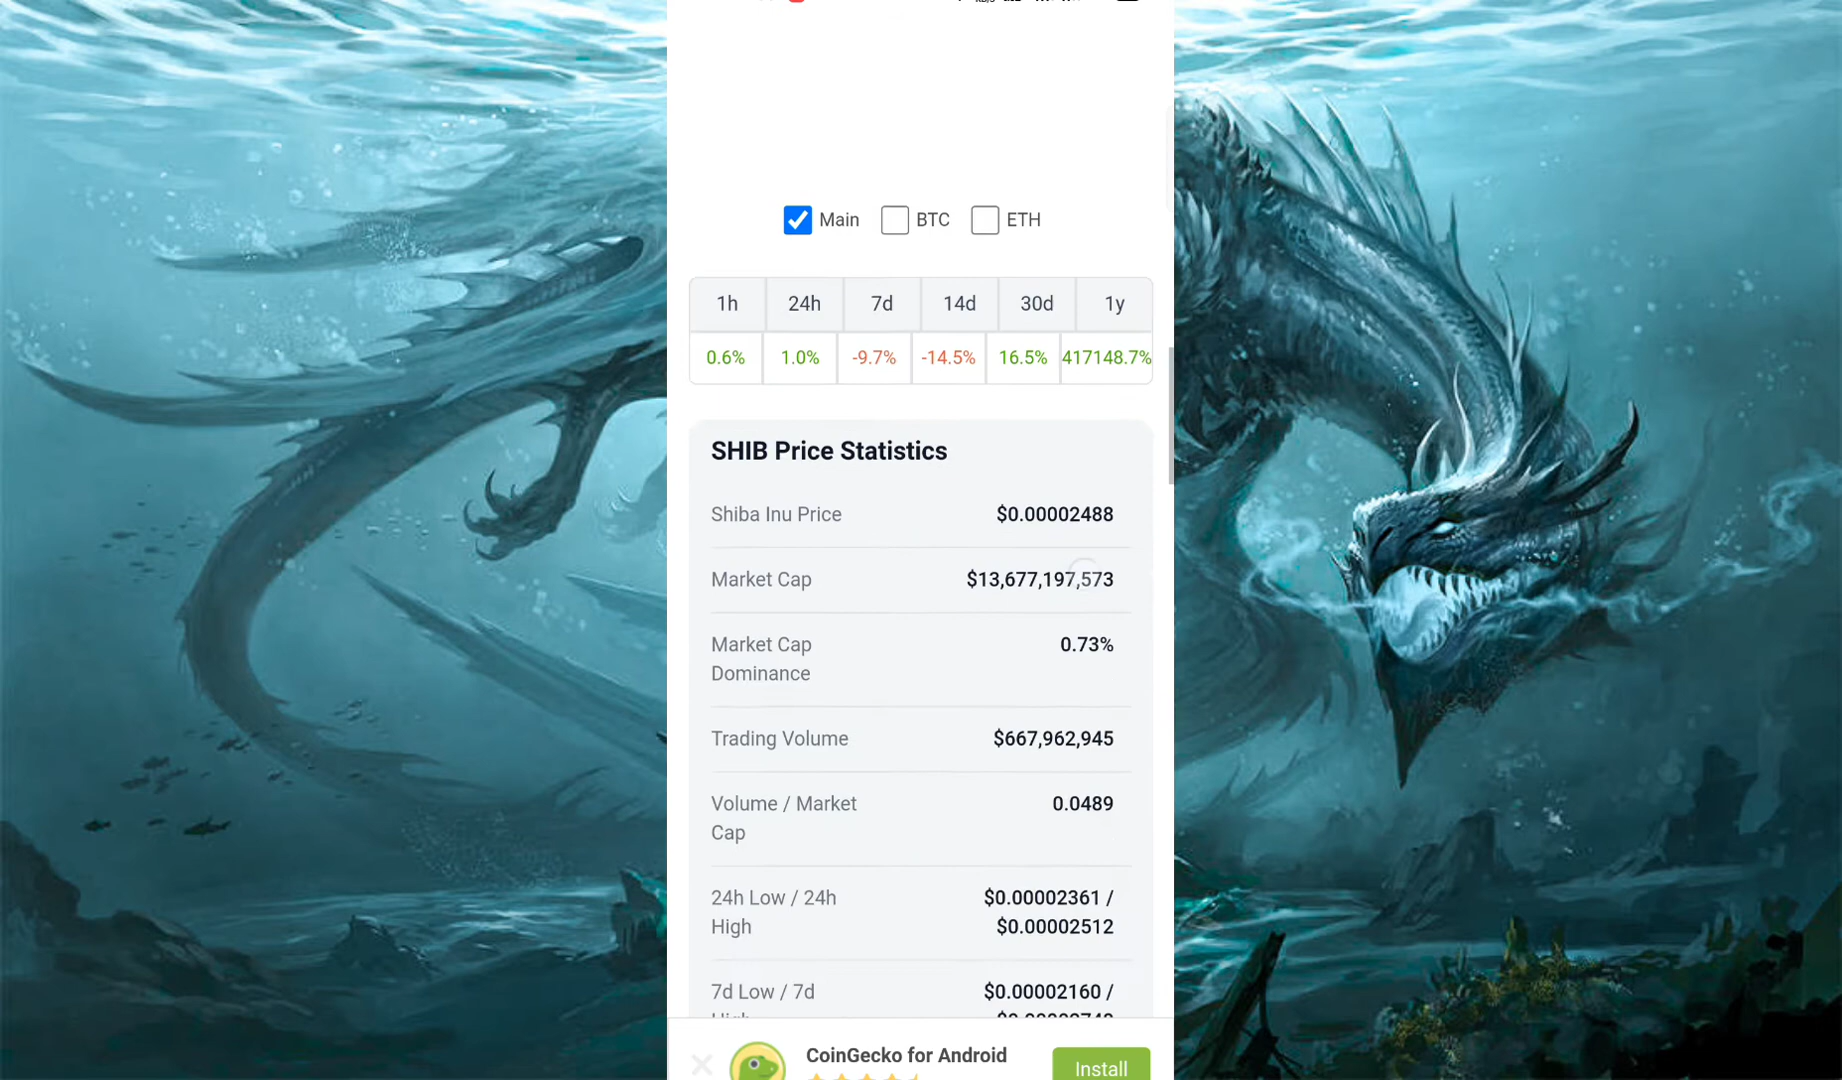 Main BTC ETH
1h 24h 7d 14d 30d 1y
0.6% 1.0% -9.7% -14.5% 16.5% 417148.7%
SHIB Price Statistics
Shiba Inu Price $0.00002488
Market Cap $13,677,197,573
Market Cap 0.73%
Dominance
Trading Volume $667,962,945
Volume / Market 0.0489
Cap
24h Low / 24h $0.00002361 /
High $0.00002512
7d Low / 7d $0.00002160 /
CoinGecko for Android
Install